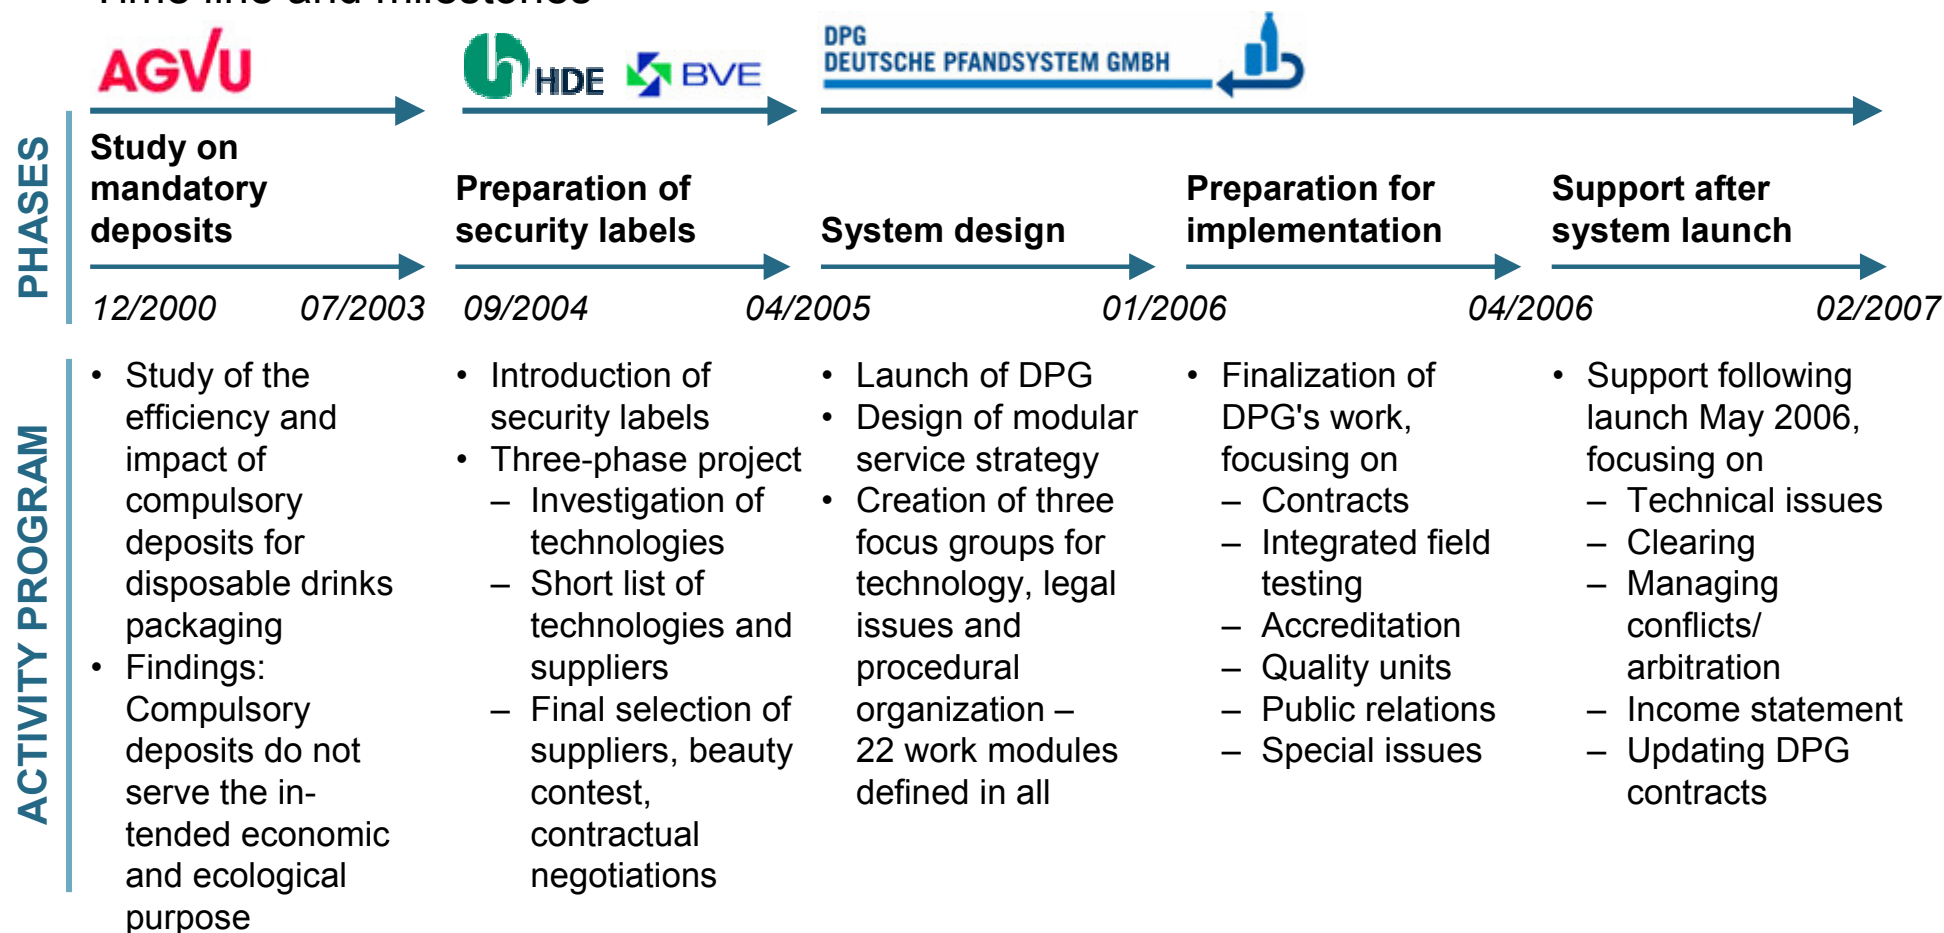 Time line and milestones
AGVU
HDE
BVE
DPG
DEUTSCHE PFANDSYSTEM GMBH
PHASES
Study on
mandatory
deposits
12/2000
07/2003
Preparation of
security labels
09/2004
04/2005
System design
01/2006
Preparation for
implementation
04/2006
Support after
system launch
02/2007
ACTIVITY PROGRAM
• Study of the
efficiency and
impact of
compulsory
deposits for
disposable drinks
packaging
• Findings:
Compulsory
deposits do not
serve the in-
tended economic
and ecological
purpose
• Introduction of
security labels
• Three-phase project
– Investigation of
technologies
– Short list of
technologies and
suppliers
– Final selection of
suppliers, beauty
contest,
contractual
negotiations
• Launch of DPG
• Design of modular
service strategy
• Creation of three
focus groups for
technology, legal
issues and
procedural
organization –
22 work modules
defined in all
• Finalization of
DPG's work,
focusing on
– Contracts
– Integrated field
testing
– Accreditation
– Quality units
– Public relations
– Special issues
• Support following
launch May 2006,
focusing on
– Technical issues
– Clearing
– Managing
conflicts/
arbitration
– Income statement
– Updating DPG
contracts